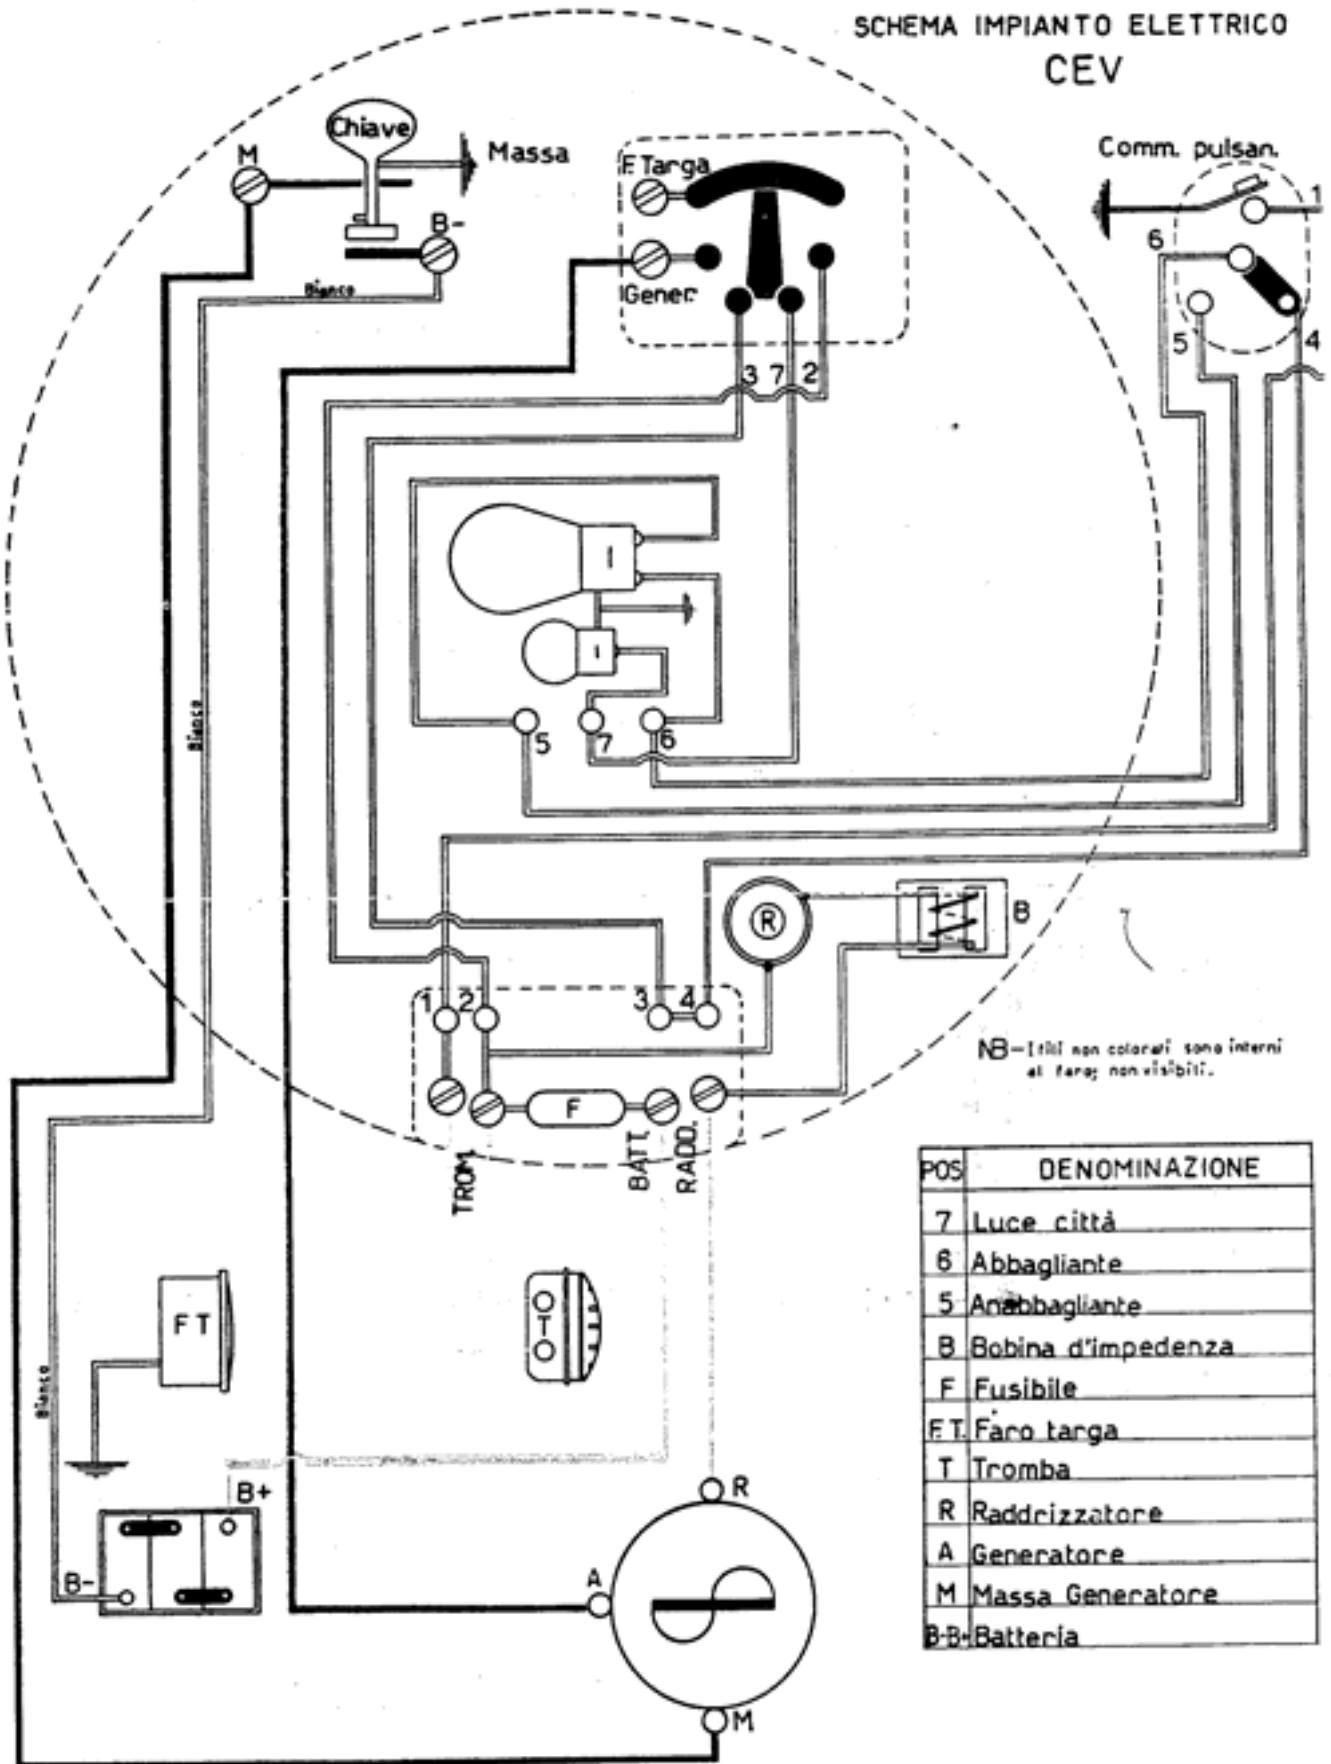 SCHEMA IMPIANTO ELETTRICO
CEV
Chiave
M
Massa
B-
Bianco
F. Targa
Gener.
3 7 2
Comm. pulsan.
1
6
5
4
5
7
6
Bianco
R
B
1
2
3
4
F
TROM.
BATT.
RADD.
NB-I fili non colorati sono interni
al faro; non visibili.
FT
T
Bianco
B+
B-
R
A
M
POS DENOMINAZIONE
7 Luce città
6 Abbagliante
5 Anabbagliante
B Bobina d'impedenza
F Fusibile
F.T. Faro targa
T Tromba
R Raddrizzatore
A Generatore
M Massa Generatore
B-B+ Batteria